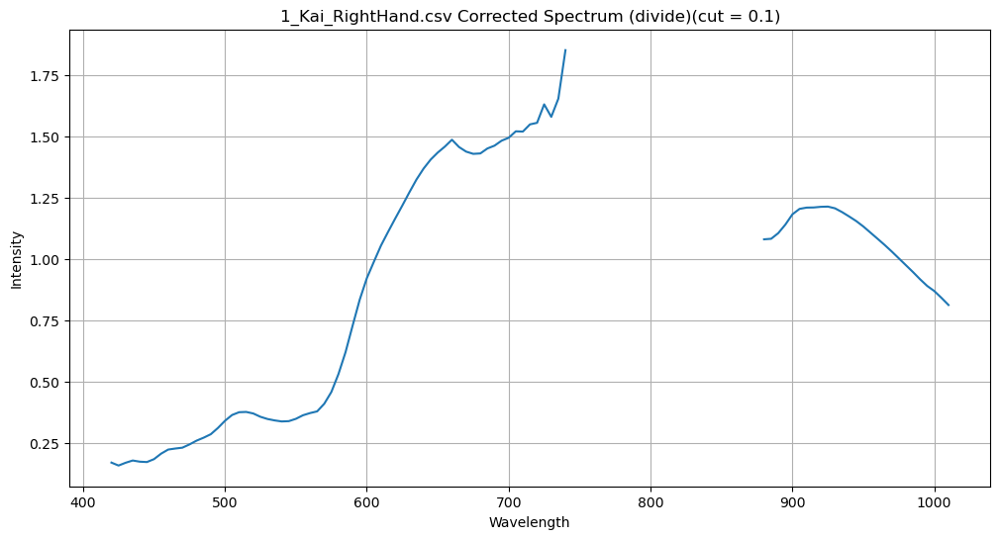 1_Kai_RightHand.csv Corrected Spectrum (divide)(cut = 0.1)
Intensity
1.75
1.50
1.25
1.00
0.75
0.50
0.25
400 500 600 700 800 900 1000
Wavelength